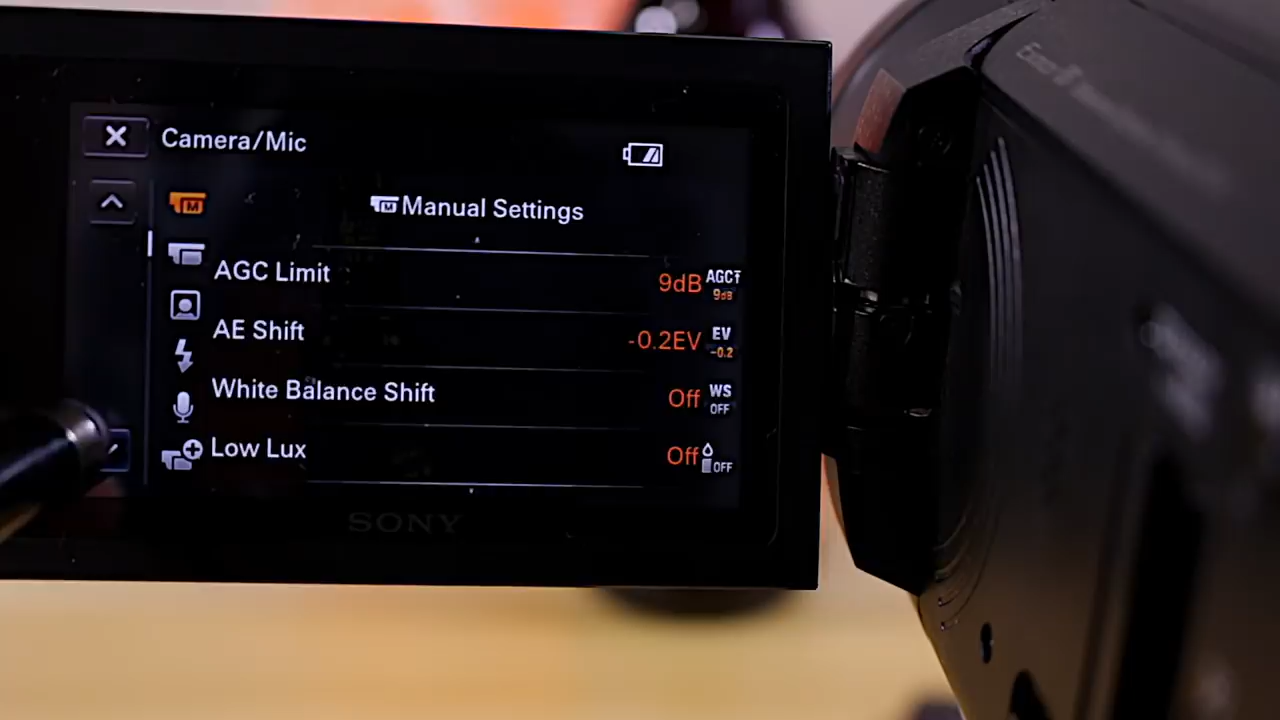 Camera/Mic
Manual Settings
AGC Limit 9dB AGC 9dB
AE Shift -0.2EV EV -0.2
White Balance Shift Off WS OFF
Low Lux Off OFF
SONY